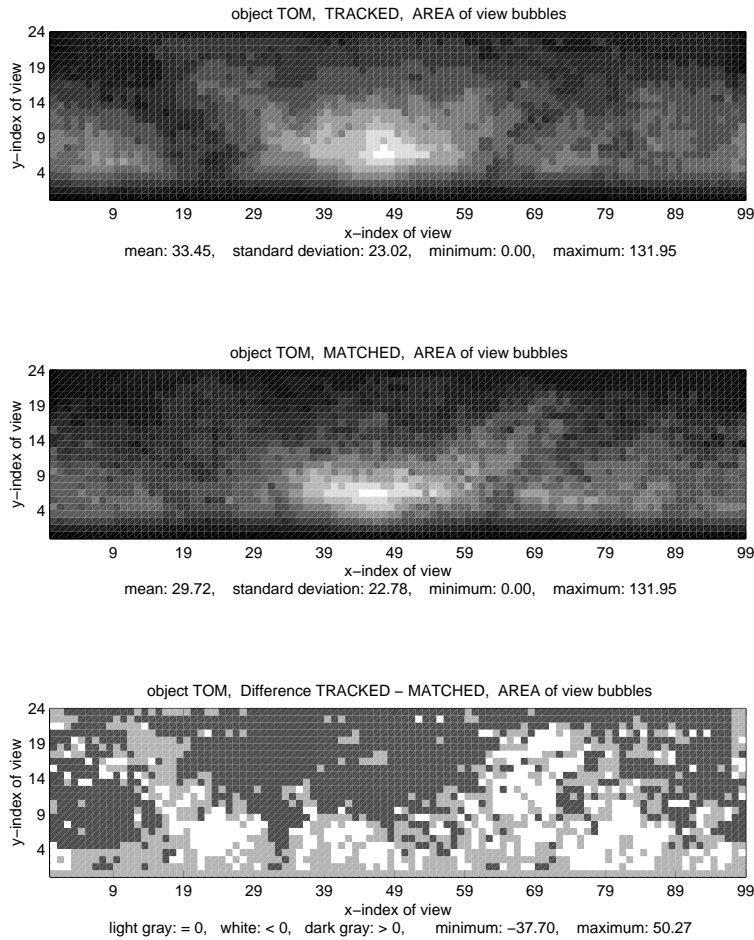 object TOM, TRACKED, AREA of view bubbles
24
19
14
9
4
y−index of view
9 19 29 39 49 59 69 79 89 99
x−index of view
mean: 33.45, standard deviation: 23.02, minimum: 0.00, maximum: 131.95
object TOM, MATCHED, AREA of view bubbles
24
19
14
9
4
y−index of view
9 19 29 39 49 59 69 79 89 99
x−index of view
mean: 29.72, standard deviation: 22.78, minimum: 0.00, maximum: 131.95
object TOM, Difference TRACKED − MATCHED, AREA of view bubbles
24
19
14
9
4
y−index of view
9 19 29 39 49 59 69 79 89 99
x−index of view
light gray: = 0, white: < 0, dark gray: > 0, minimum: −37.70, maximum: 50.27